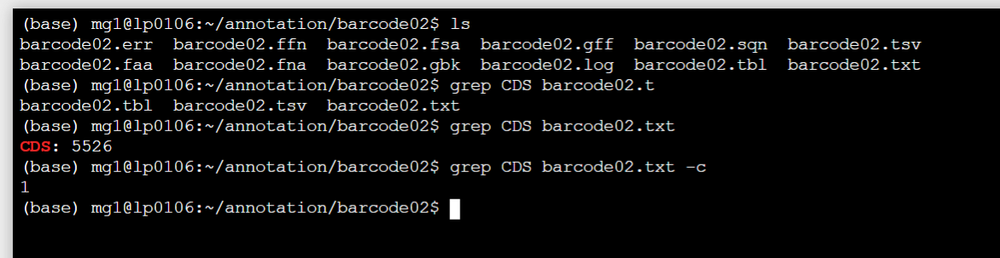 (base) mg1@lp0106:~/annotation/barcode02$ ls
barcode02.err  barcode02.ffn  barcode02.fsa  barcode02.gff  barcode02.sqn  barcode02.tsv
barcode02.faa  barcode02.fna  barcode02.gbk  barcode02.log  barcode02.tbl  barcode02.txt
(base) mg1@lp0106:~/annotation/barcode02$ grep CDS barcode02.t
barcode02.tbl  barcode02.tsv  barcode02.txt
(base) mg1@lp0106:~/annotation/barcode02$ grep CDS barcode02.txt
CDS: 5526
(base) mg1@lp0106:~/annotation/barcode02$ grep CDS barcode02.txt -c
1
(base) mg1@lp0106:~/annotation/barcode02$